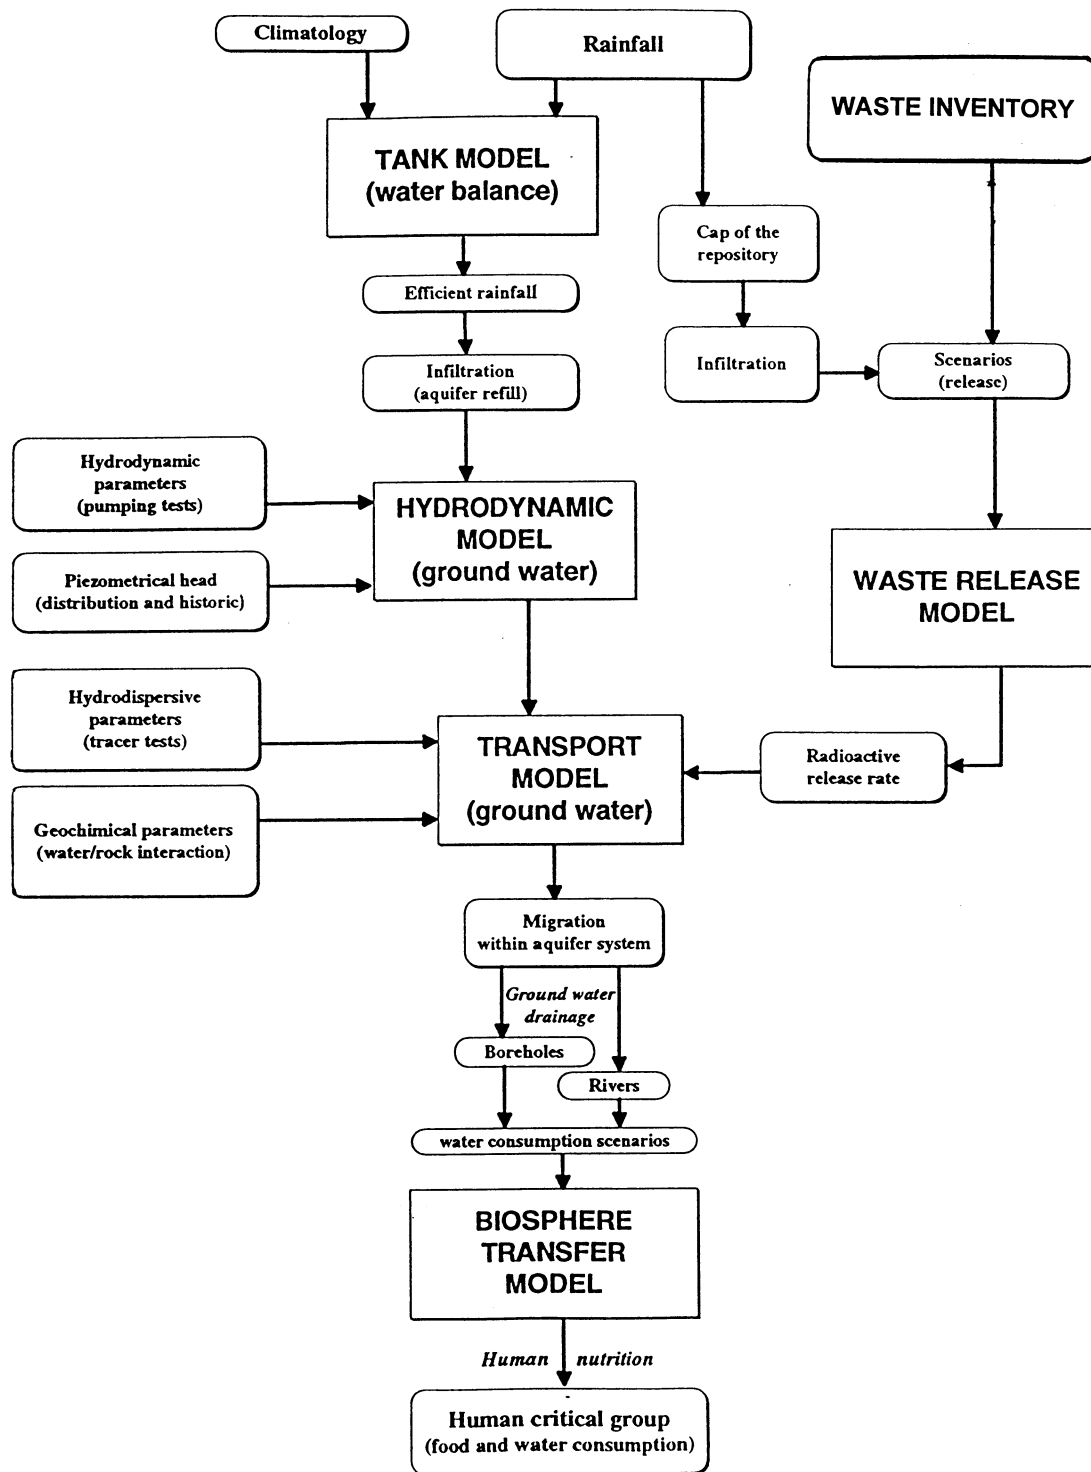 Climatology
Rainfall
WASTE INVENTORY
TANK MODEL
(water balance)
Cap of the
repository
Efficient rainfall
Infiltration
(aquifer refill)
Infiltration
Scenarios
(release)
Hydrodynamic
parameters
(pumping tests)
HYDRODYNAMIC
MODEL
(ground water)
Piezometrical head
(distribution and historic)
WASTE RELEASE
MODEL
Hydrodispersive
parameters
(tracer tests)
TRANSPORT
MODEL
(ground water)
Radioactive
release rate
Geochimical parameters
(water/rock interaction)
Migration
within aquifer system
Ground water
drainage
Boreholes
Rivers
water consumption scenarios
BIOSPHERE
TRANSFER
MODEL
Human nutrition
Human critical group
(food and water consumption)